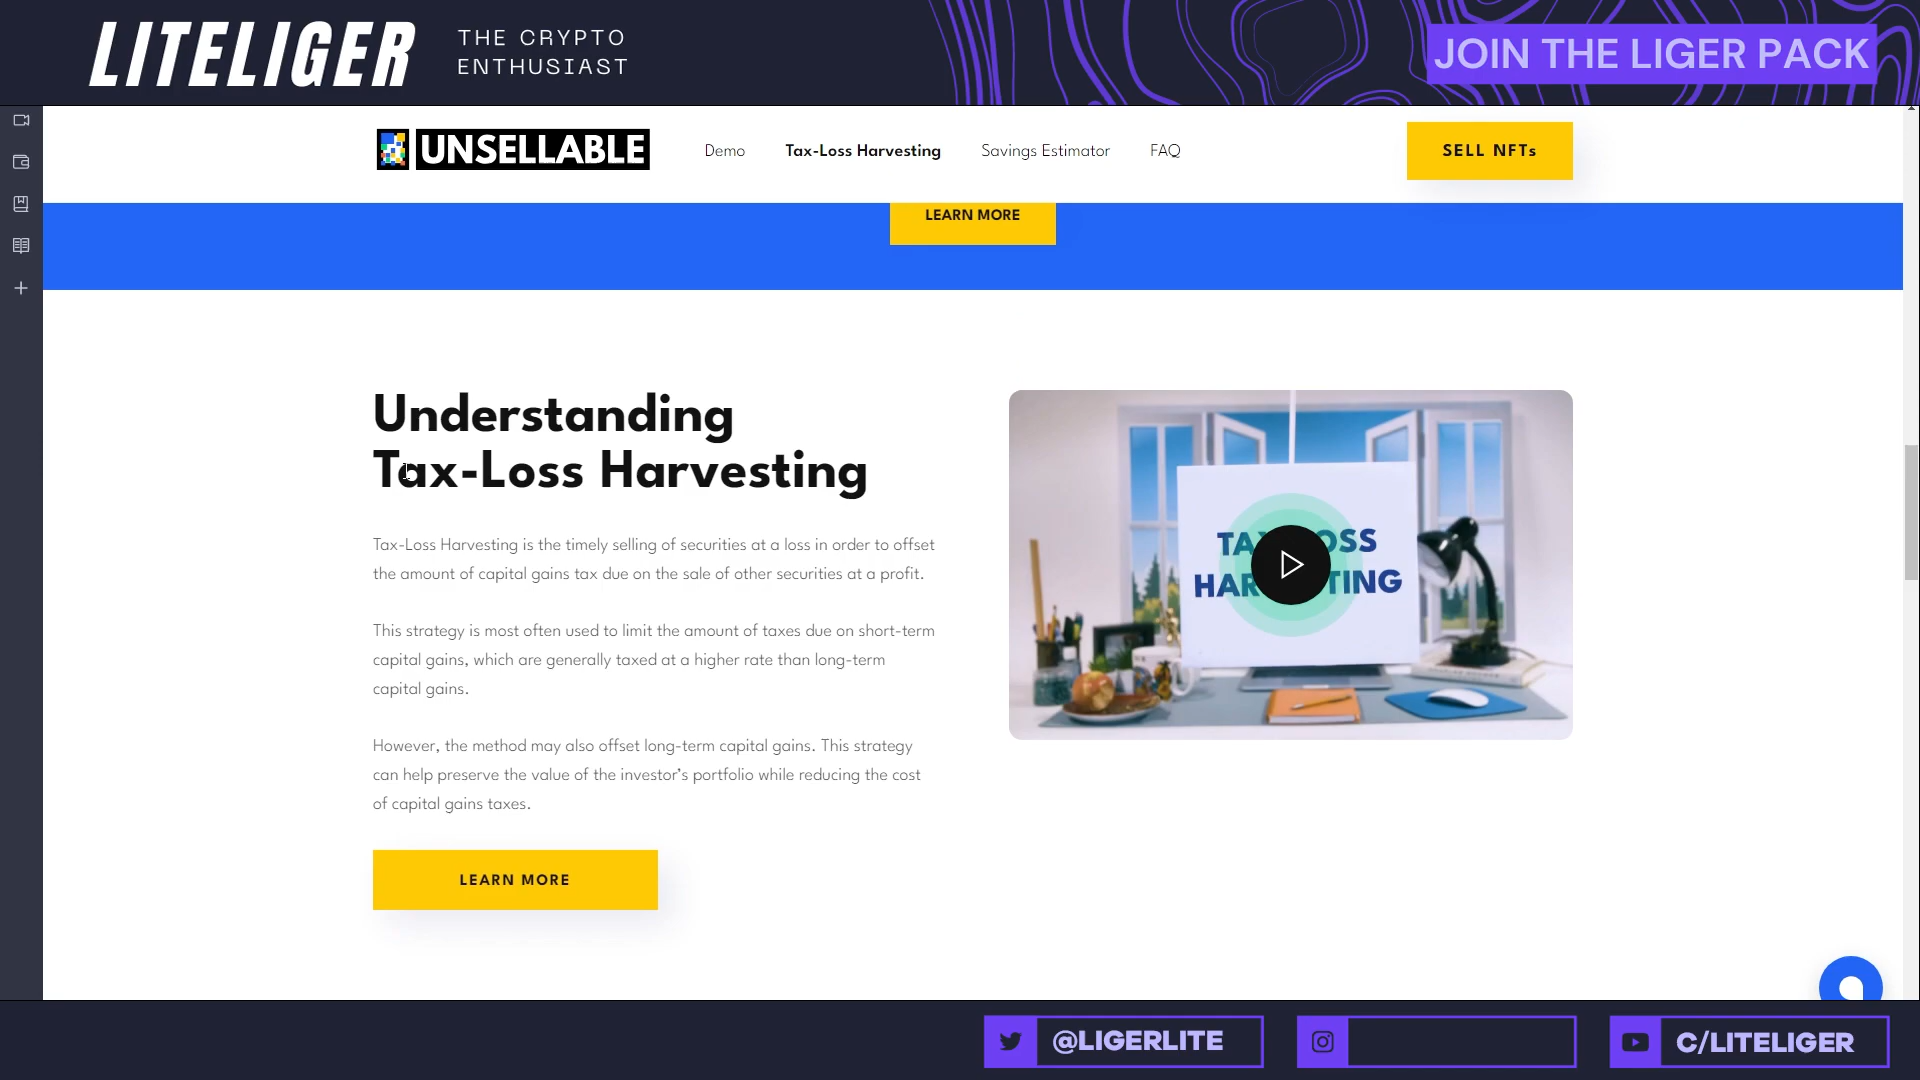 LITELIGER
THE CRYPTO
ENTHUSIAST
JOIN THE LIGER PACK
UNSELLABLE
Demo
Tax-Loss Harvesting
Savings Estimator
FAQ
SELL NFTs
LEARN MORE
Understanding
Tax-Loss Harvesting
Tax-Loss Harvesting is the timely selling of securities at a loss in order to offset
the amount of capital gains tax due on the sale of other securities at a profit.
This strategy is most often used to limit the amount of taxes due on short-term
capital gains, which are generally taxed at a higher rate than long-term
capital gains.
However, the method may also offset long-term capital gains. This strategy
can help preserve the value of the investor’s portfolio while reducing the cost
of capital gains taxes.
LEARN MORE
TAX LOSS
HARVESTING
@LIGERLITE
C/LITELIGER